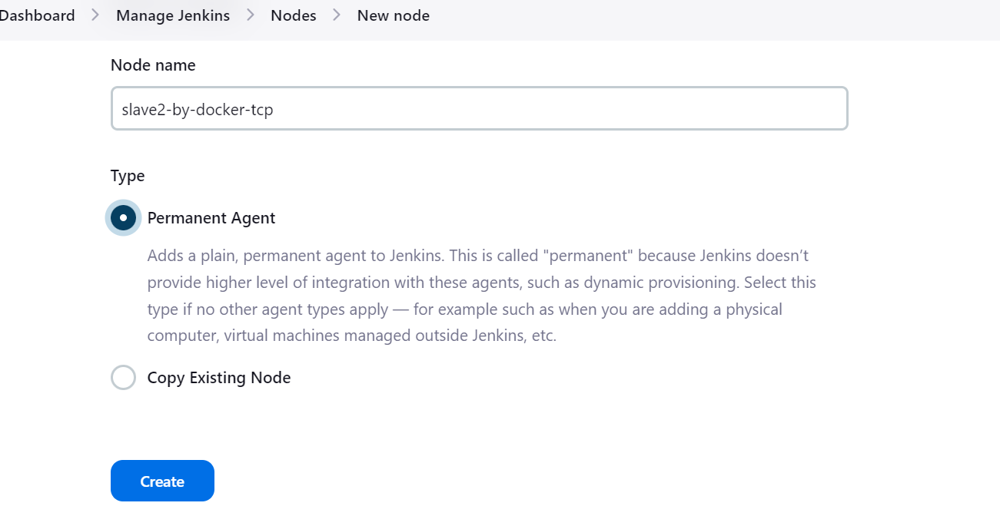 Dashboard > Manage Jenkins > Nodes > New node
Node name
slave2-by-docker-tcp
Type
Permanent Agent
Adds a plain, permanent agent to Jenkins. This is called "permanent" because Jenkins doesn’t
provide higher level of integration with these agents, such as dynamic provisioning. Select this
type if no other agent types apply — for example such as when you are adding a physical
computer, virtual machines managed outside Jenkins, etc.
Copy Existing Node
Create